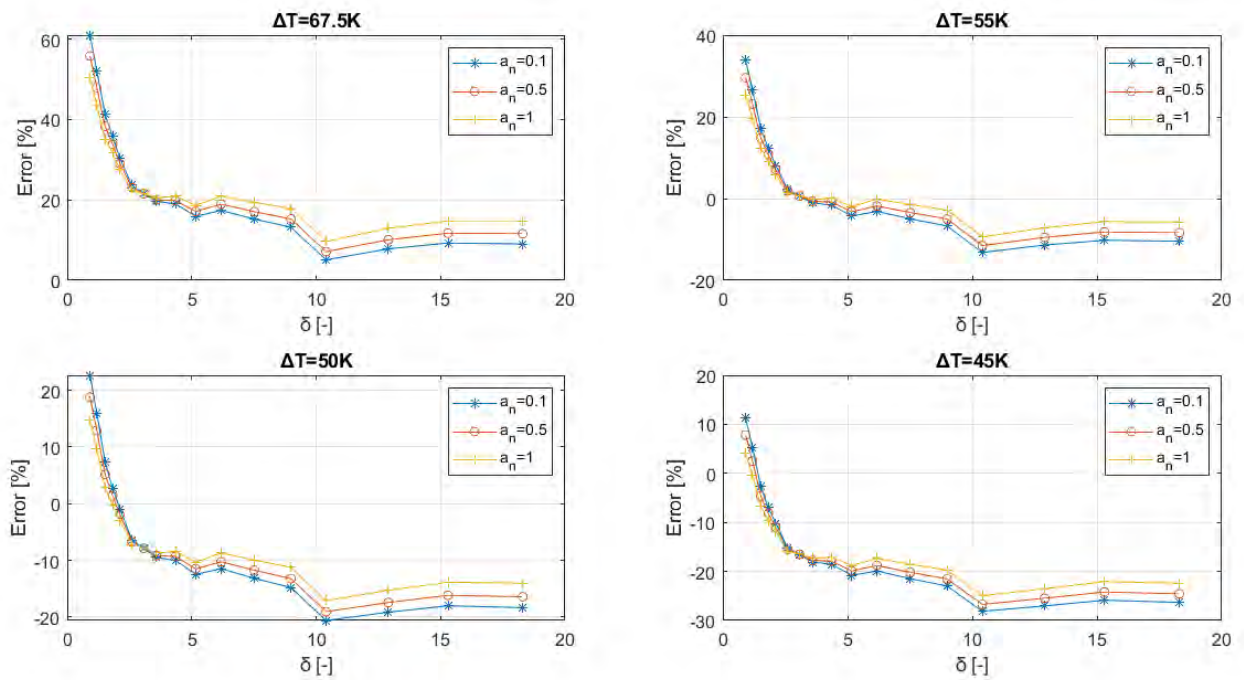 ΔT=67.5K
60
40
20
0
Error [%]
0 5 10 15 20
δ [-]
a_n=0.1
a_n=0.5
a_n=1
ΔT=55K
40
20
0
-20
Error [%]
0 5 10 15 20
δ [-]
a_n=0.1
a_n=0.5
a_n=1
ΔT=50K
20
10
0
-10
-20
Error [%]
0 5 10 15 20
δ [-]
a_n=0.1
a_n=0.5
a_n=1
ΔT=45K
20
10
0
-10
-20
-30
Error [%]
0 5 10 15 20
δ [-]
a_n=0.1
a_n=0.5
a_n=1